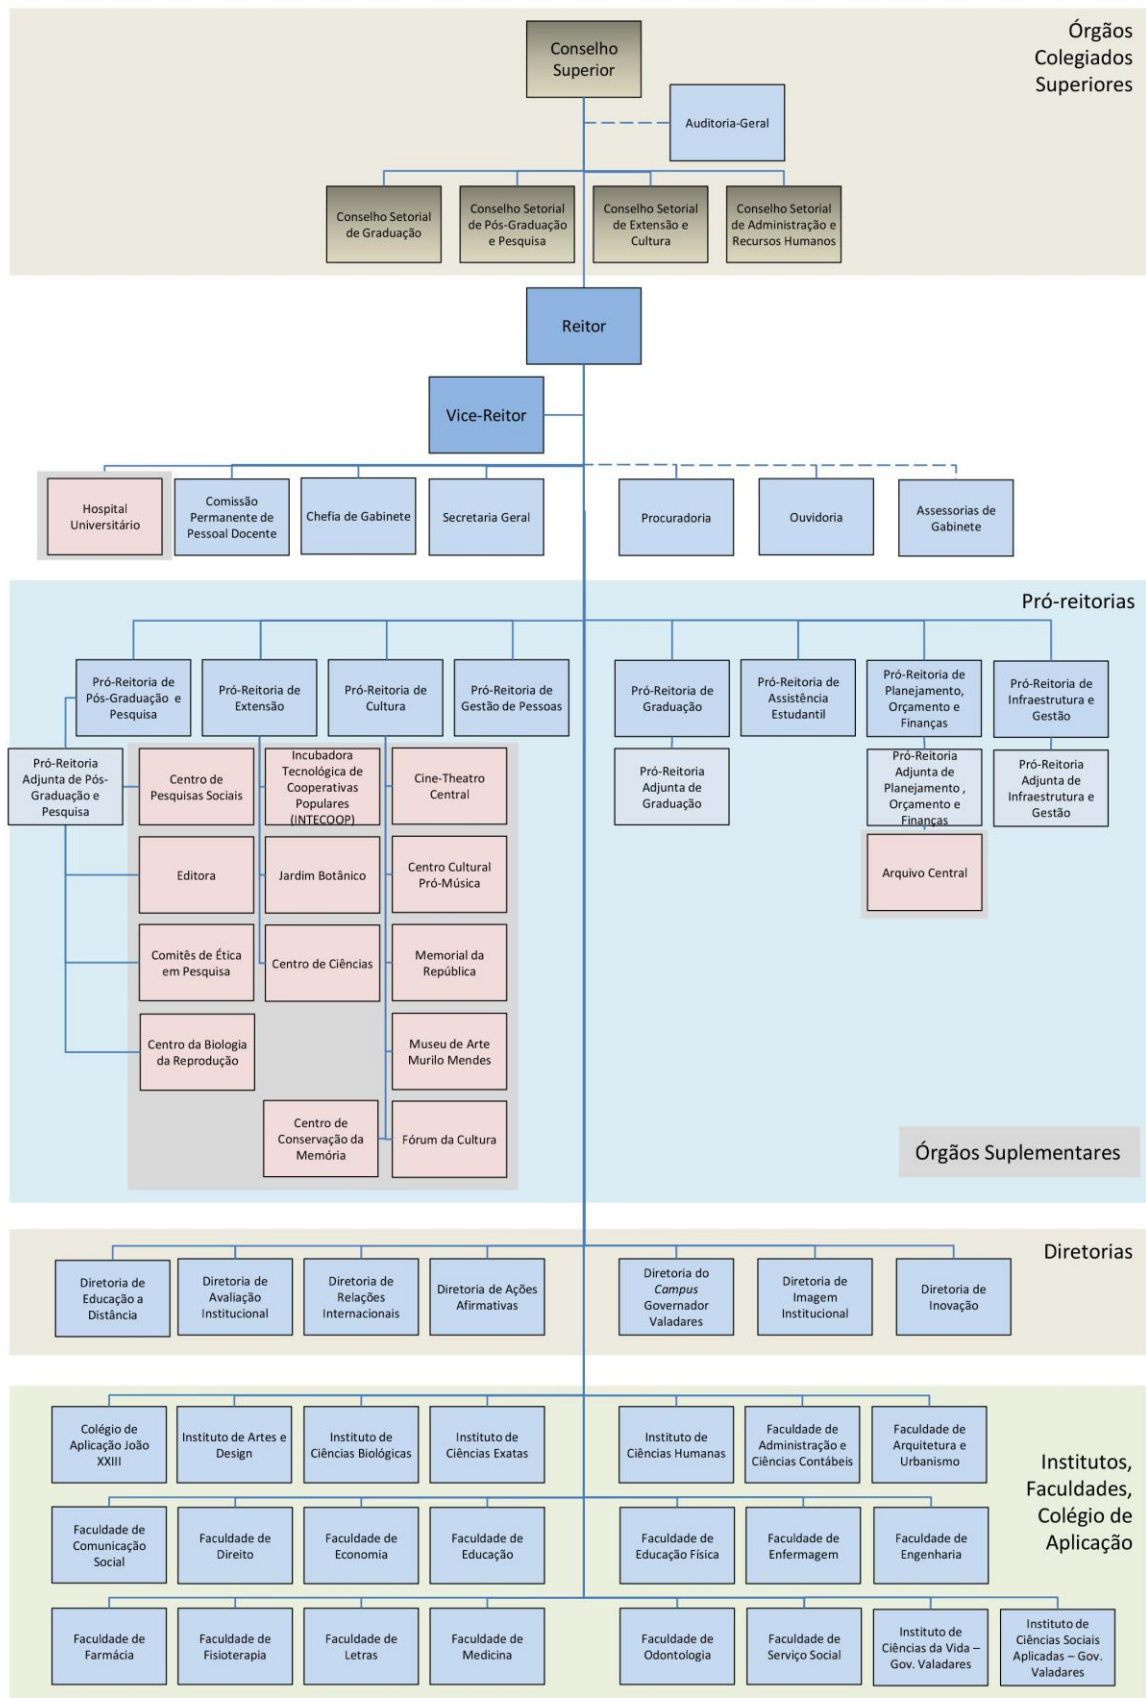 Órgãos
Colegiados
Superiores
Conselho
Superior
Auditoria-Geral
Conselho Setorial
de Graduação
Conselho Setorial
de Pós-Graduação
e Pesquisa
Conselho Setorial
de Extensão e
Cultura
Conselho Setorial
de Administração e
Recursos Humanos
Reitor
Vice-Reitor
Hospital
Universitário
Comissão
Permanente de
Pessoal Docente
Chefia de Gabinete
Secretaria Geral
Procuradoria
Ouvidoria
Assessorias de
Gabinete
Pró-reitorias
Pró-Reitoria de
Pós-Graduação e
Pesquisa
Pró-Reitoria de
Extensão
Pró-Reitoria de
Cultura
Pró-Reitoria de
Gestão de Pessoas
Pró-Reitoria de
Graduação
Pró-Reitoria de
Assistência
Estudantil
Pró-Reitoria de
Planejamento,
Orçamento e
Finanças
Pró-Reitoria de
Infraestrutura e
Gestão
Pró-Reitoria
Adjunta de Pós-
Graduação e
Pesquisa
Centro de
Pesquisas Sociais
Incubadora
Tecnológica de
Cooperativas
Populares
(INTECOOP)
Cine-Theatro
Central
Pró-Reitoria
Adjunta de
Graduação
Pró-Reitoria
Adjunta de
Planejamento ,
Orçamento e
Finanças
Pró-Reitoria
Adjunta de
Infraestrutura e
Gestão
Editora
Jardim Botânico
Centro Cultural
Pró-Música
Arquivo Central
Comitês de Ética
em Pesquisa
Centro de Ciências
Memorial da
República
Centro da Biologia
da Reprodução
Museu de Arte
Murilo Mendes
Centro de
Conservação da
Memória
Fórum da Cultura
Órgãos Suplementares
Diretorias
Diretoria de
Educação a
Distância
Diretoria de
Avaliação
Institucional
Diretoria de
Relações
Internacionais
Diretoria de Ações
Afirmativas
Diretoria do
Campus
Governador
Valadares
Diretoria de
Imagem
Institucional
Diretoria de
Inovação
Colégio de
Aplicação João
XXIII
Instituto de Artes e
Design
Instituto de
Ciências Biológicas
Instituto de
Ciências Exatas
Instituto de
Ciências Humanas
Faculdade de
Administração e
Ciências Contábeis
Faculdade de
Arquitetura e
Urbanismo
Institutos,
Faculdades,
Colégio de
Aplicação
Faculdade de
Comunicação
Social
Faculdade de
Direito
Faculdade de
Economia
Faculdade de
Educação
Faculdade de
Educação Física
Faculdade de
Enfermagem
Faculdade de
Engenharia
Faculdade de
Farmácia
Faculdade de
Fisioterapia
Faculdade de
Letras
Faculdade de
Medicina
Faculdade de
Odontologia
Faculdade de
Serviço Social
Instituto de
Ciências da Vida –
Gov. Valadares
Instituto de
Ciências Sociais
Aplicadas – Gov.
Valadares